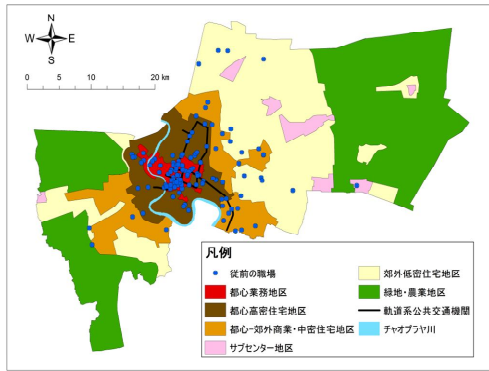 N
W E
S
0 10 20 km
凡例
従前の職場
都心業務地区
都心高密住宅地区
都心-郊外商業・中密住宅地区
サブセンター地区
郊外低密住宅地区
緑地・農業地区
軌道系公共交通機関
チャオプラヤ川